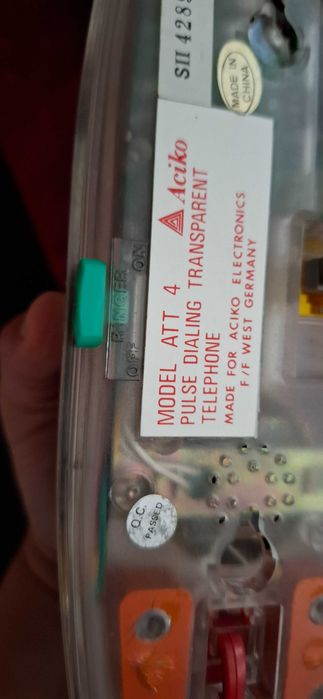 SII 428
MADE IN
CHINA
Aciko
MODEL ATT 4
PULSE DIALING TRANSPARENT
TELEPHONE
MADE FOR ACIKO ELECTRONICS
F/F WEST GERMANY
RINGER
OFF ON
Q.C.
PASSED